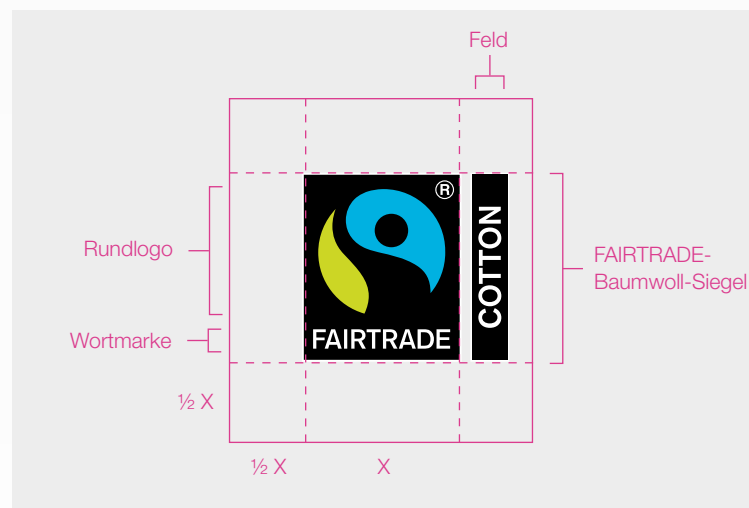 Feld
®
Rundlogo
COTTON
FAIRTRADE-
Baumwoll-Siegel
FAIRTRADE
Wortmarke
½ X
½ X
X